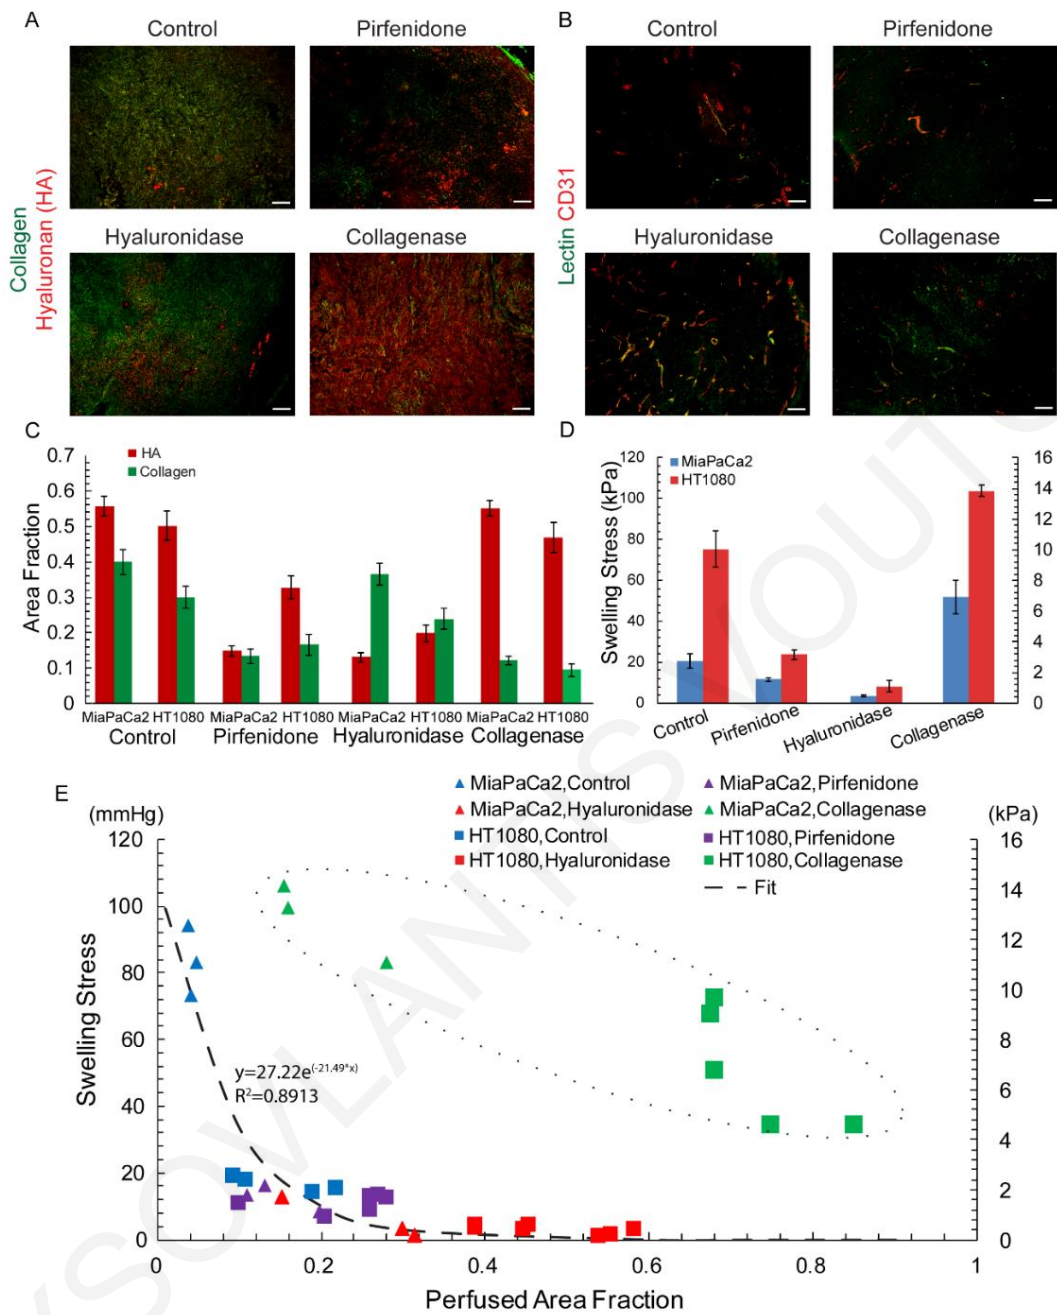 A
Control
Pirfenidone
Collagen
Hyaluronan (HA)
Hyaluronidase
Collagenase
B
Control
Pirfenidone
Lectin CD31
Hyaluronidase
Collagenase
C
HA
Collagen
Area Fraction
0.7
0.6
0.5
0.4
0.3
0.2
0.1
0
MiaPaCa2 HT1080 MiaPaCa2 HT1080 MiaPaCa2 HT1080 MiaPaCa2 HT1080
Control Pirfenidone Hyaluronidase Collagenase
D
MiaPaCa2
HT1080
Swelling Stress (kPa)
120
100
80
60
40
20
0
16
14
12
10
8
6
4
2
0
Control Pirfenidone Hyaluronidase Collagenase
E
MiaPaCa2,Control
MiaPaCa2,Pirfenidone
MiaPaCa2,Hyaluronidase
MiaPaCa2,Collagenase
HT1080,Control
HT1080,Pirfenidone
HT1080,Hyaluronidase
HT1080,Collagenase
Fit
(mmHg)
(kPa)
Swelling Stress
120
100
80
60
40
20
0
16
14
12
10
8
6
4
2
0
y=27.22e(-21.49*x)
R²=0.8913
0 0.2 0.4 0.6 0.8 1
Perfused Area Fraction
YSOVLANTIS VOUTO